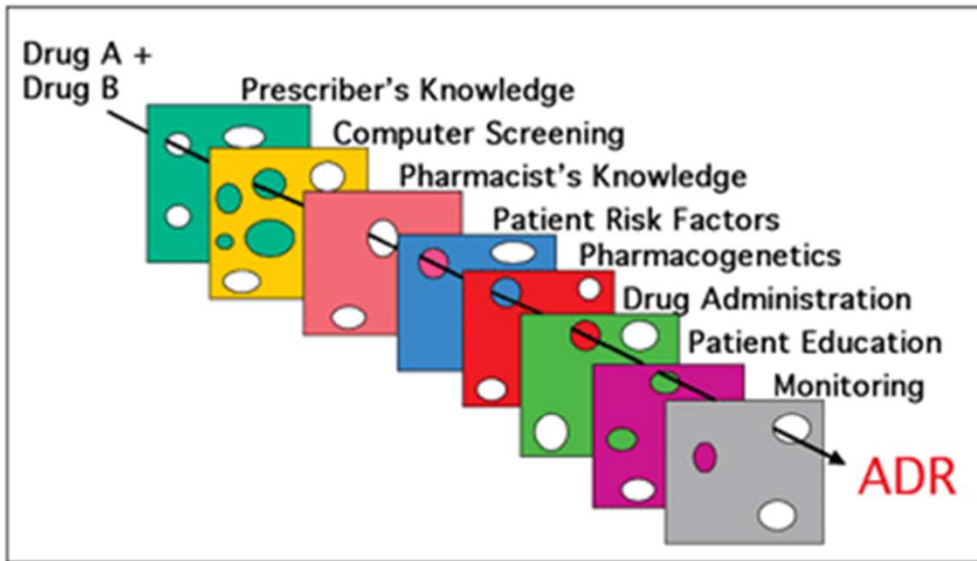 Drug A +
Drug B
Prescriber's Knowledge
Computer Screening
Pharmacist's Knowledge
Patient Risk Factors
Pharmacogenetics
Drug Administration
Patient Education
Monitoring
ADR